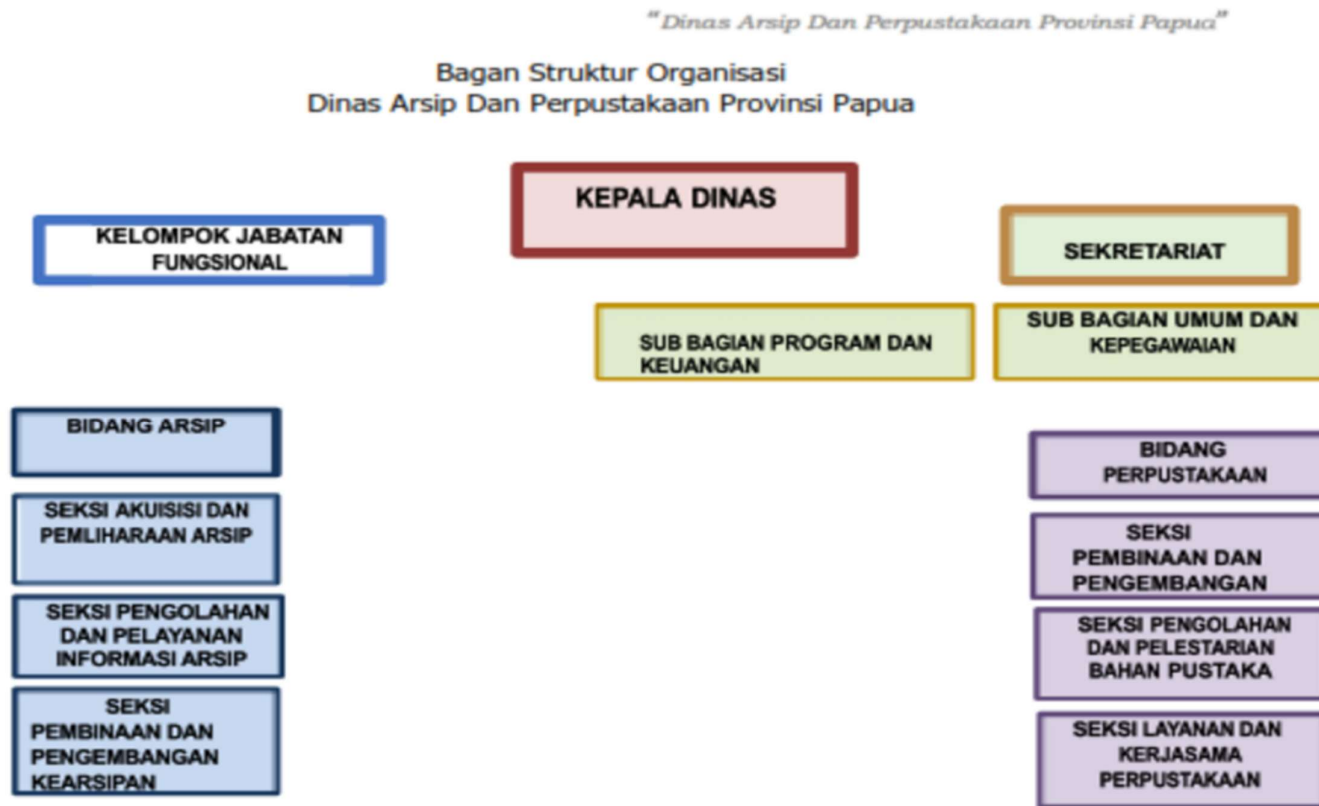 "Dinas Arsip Dan Perpustakaan Provinsi Papua"
Bagan Struktur Organisasi
Dinas Arsip Dan Perpustakaan Provinsi Papua
KEPALA DINAS
KELOMPOK JABATAN
FUNGSIONAL
SEKRETARIAT
SUB BAGIAN PROGRAM DAN
KEUANGAN
SUB BAGIAN UMUM DAN
KEPEGAWAIAN
BIDANG ARSIP
SEKSI AKUISISI DAN
PEMLIHARAAN ARSIP
SEKSI PENGOLAHAN
DAN PELAYANAN
INFORMASI ARSIP
SEKSI
PEMBINAAN DAN
PENGEMBANGAN
KEARSIPAN
BIDANG
PERPUSTAKAAN
SEKSI
PEMBINAAN DAN
PENGEMBANGAN
SEKSI PENGOLAHAN
DAN PELESTARIAN
BAHAN PUSTAKA
SEKSI LAYANAN DAN
KERJASAMA
PERPUSTAKAAN